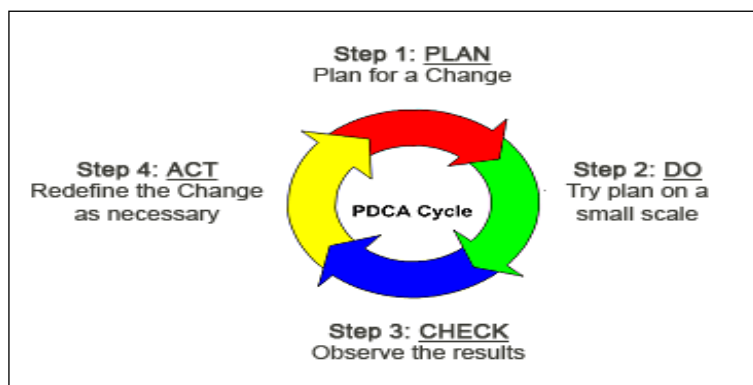 Step 1: PLAN
Plan for a Change
Step 4: ACT
Redefine the Change
as necessary
PDCA Cycle
Step 2: DO
Try plan on a
small scale
Step 3: CHECK
Observe the results